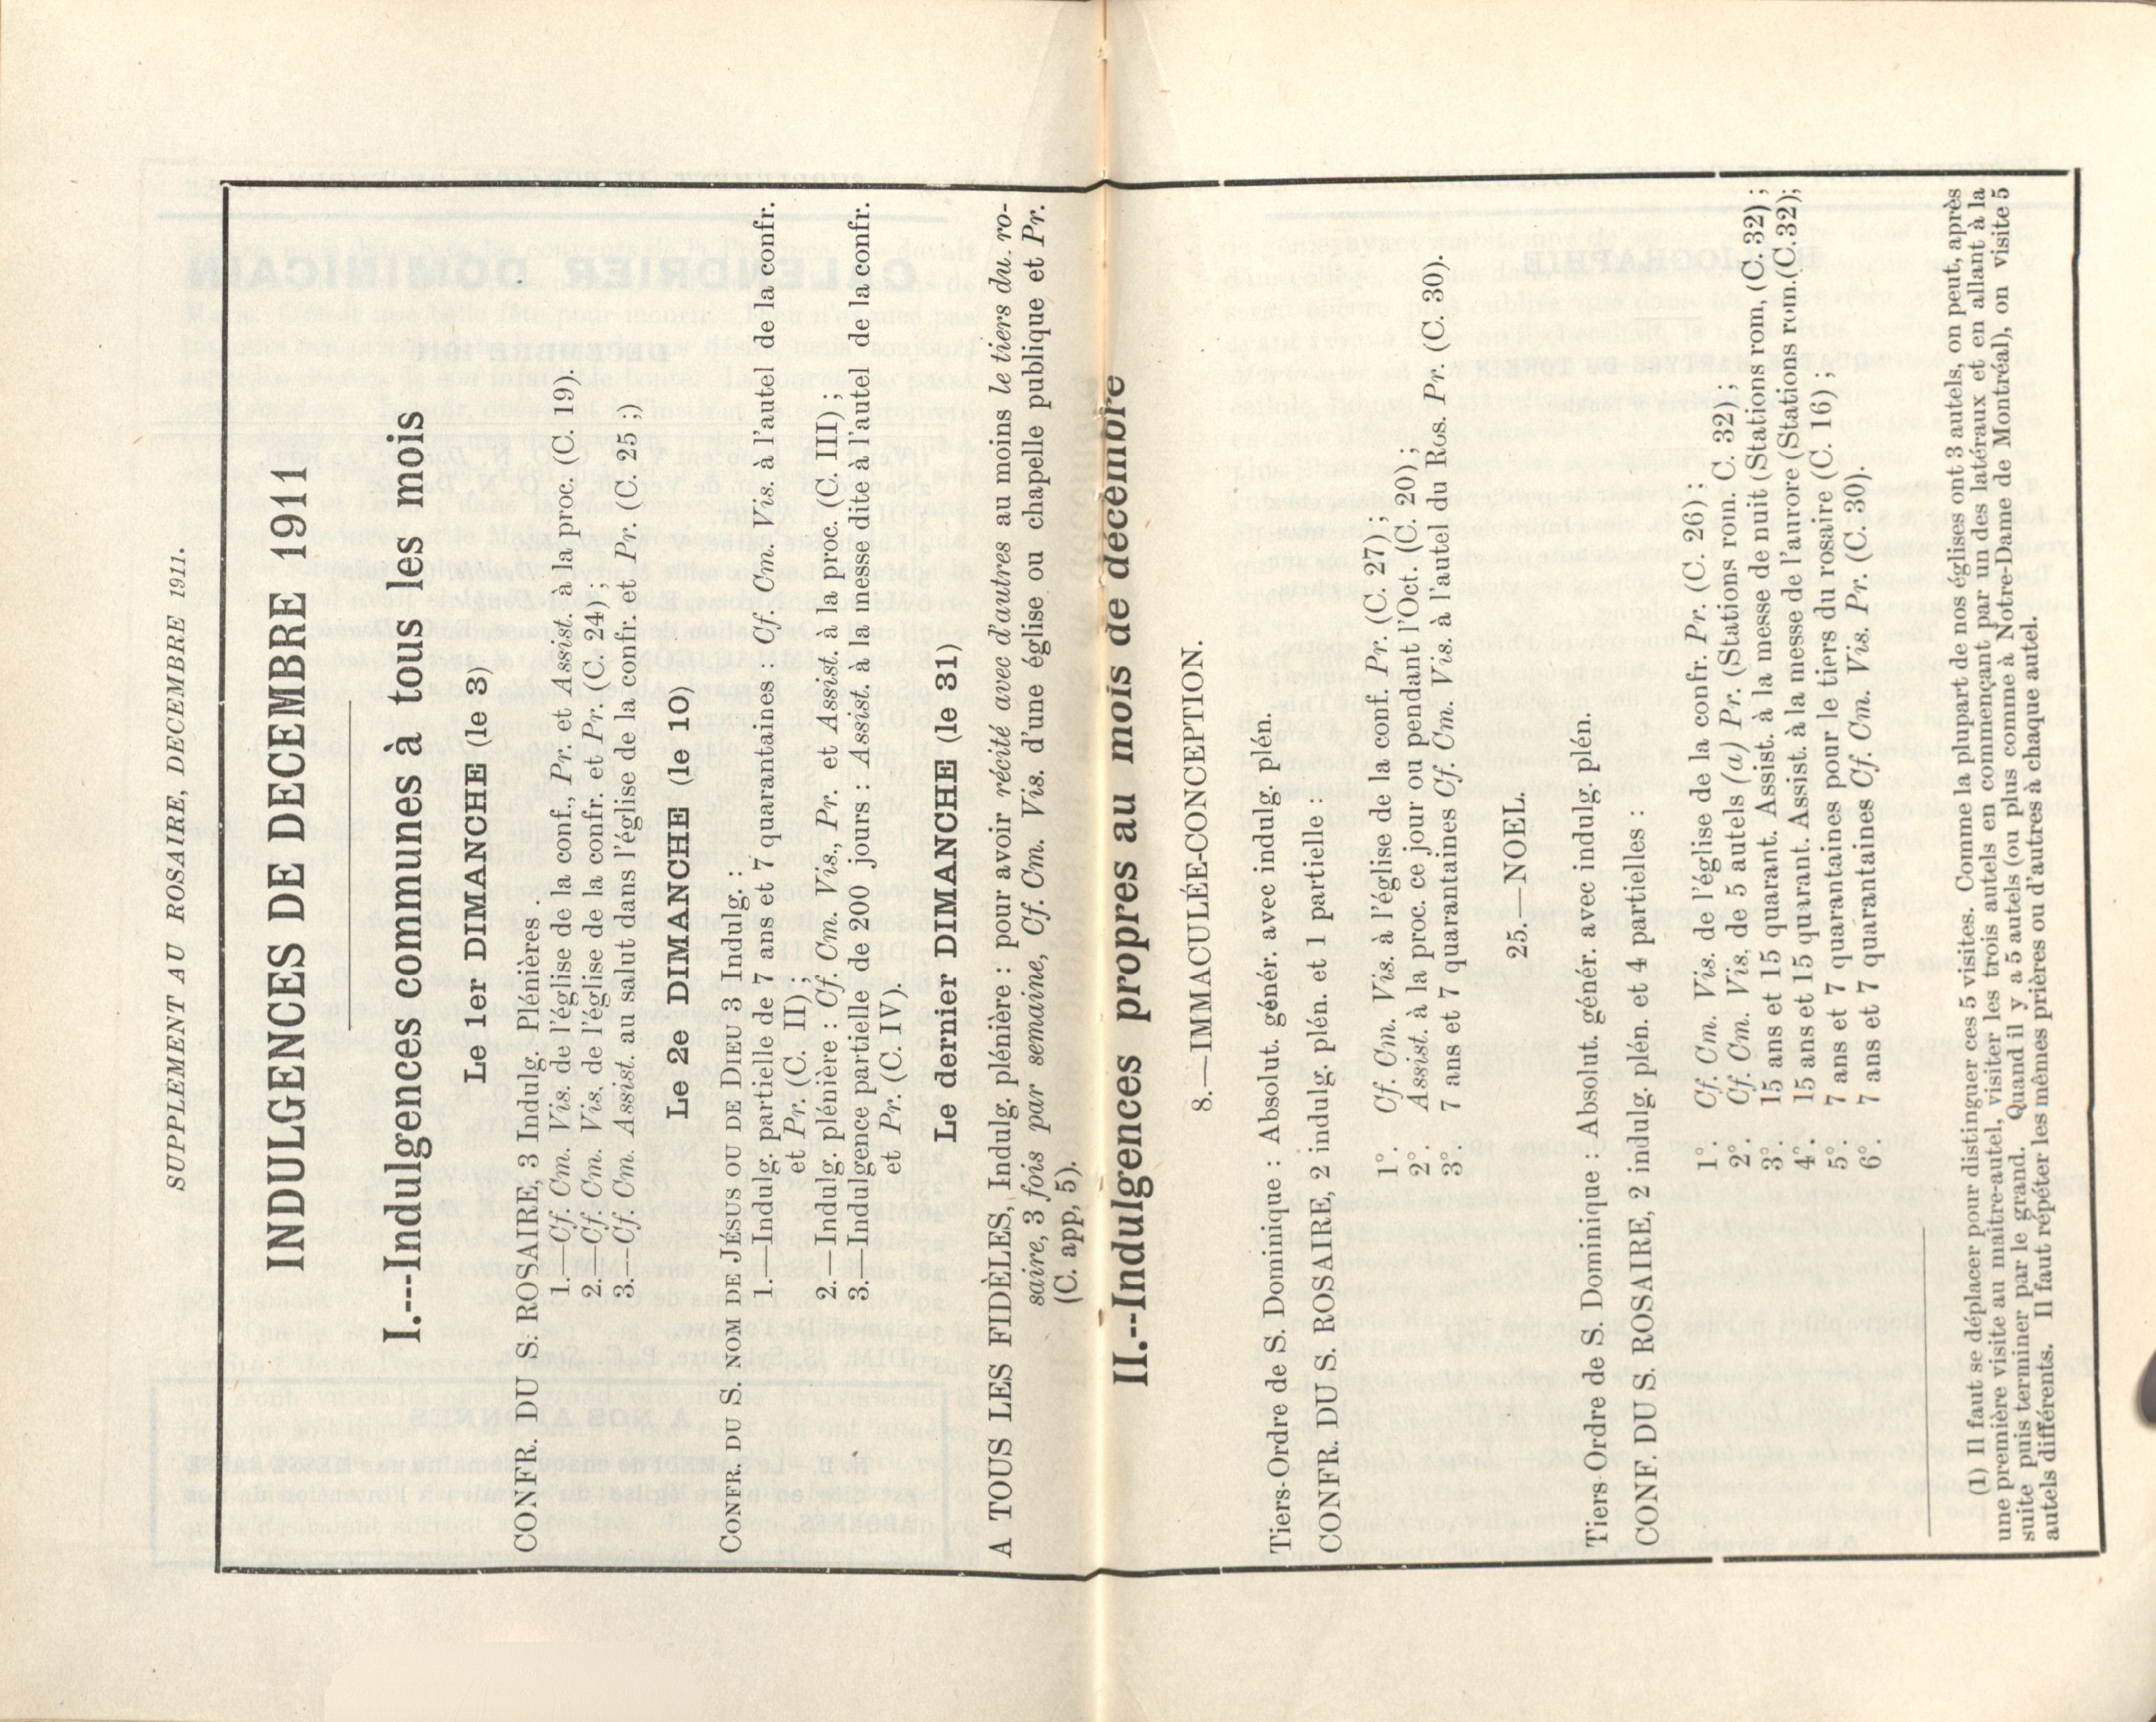 SUPPLEMENT AU ROSAIRE, DECEMBRE 1911.
INDULGENCES DE DECEMBRE 1911
I.---Indulgences communes à tous les mois
Le 1er DIMANCHE (le 3)
CONFR. DU S. ROSAIRE, 3 Indulg. Plénières.
1.—Cf. Cm. Vis. de l'église de la conf., Pr. et Assist. à la proc. (C. 19);
2.—Cf. Cm. Vis. de l'église de la confr. et Pr. (C. 24) ;
3.—Cf. Cm. Assist. au salut dans l'église de la confr. et Pr. (C. 25 ;)
Le 2e DIMANCHE (le 10)
CONFR. DU S. NOM DE JÉSUS OU DE DIEU 3 Indulg :
1.—Indulg. partielle de 7 ans et 7 quarantaines : Cf Cm. Vis. à l'autel de la confr.
et Pr. (C. II) ;
2.—Indulg. plénière : Cf. Cm. Vis., Pr. et Assist. à la proc. (C. III) ;
3.—Indulgence partielle de 200 jours : Assist. à la messe dite à l'autel de la confr.
et Pr. (C. IV).
Le dernier DIMANCHE (le 31)
A TOUS LES FIDÈLES, Indulg. plénière : pour avoir récité avec d'autres au moins le tiers du ro-
saire, 3 fois par semaine, Cf. Cm. Vis. d'une église ou chapelle publique et Pr.
(C. app, 5).
II.--Indulgences propres au mois de décembre
8.—IMMACULÉE-CONCEPTION.
Tiers-Ordre de S. Dominique : Absolut. génér. avec indulg. plén.
CONFR. DU S. ROSAIRE, 2 indulg. plén. et 1 partielle :
1°. Cf. Cm. Vis. à l'église de la conf. Pr. (C. 27) ;
2°. Assist. à la proc. ce jour ou pendant l'Oct. (C. 20) ;
3° 7 ans et 7 quarantaines Cf. Cm. Vis. à l'autel du Ros. Pr. (C. 30).
25.—NOEL.
Tiers-Ordre de S. Dominique : Absolut. génér. avec indulg. plén.
CONF. DU S. ROSAIRE, 2 indulg. plén. et 4 partielles :
1°. Cf. Cm. Vis. de l'église de la confr. Pr. (C. 26) ;
2°. Cf. Cm. Vis. de 5 autels (a) Pr. (Stations rom. C. 32) ;
3°. 15 ans et 15 quarant. Assist. à la messe de nuit (Stations rom, (C. 32) ;
4°. 15 ans et 15 quarant. Assist. à la messe de l'aurore (Stations rom.(C.32);
5°. 7 ans et 7 quarantaines pour le tiers du rosaire (C. 16) ;
6°. 7 ans et 7 quarantaines Cf. Cm. Vis. Pr. (C. 30).
(1) Il faut se déplacer pour distinguer ces 5 visites. Comme la plupart de nos églises ont 3 autels, on peut, après
une première visite au maître-autel, visiter les trois autels en commençant par un des latéraux et en allant à la
suite puis terminer par le grand. Quand il y a 5 autels (ou plus comme à Notre-Dame de Montréal), on visite 5
autels différents. Il faut répéter les mêmes prières ou d'autres à chaque autel.